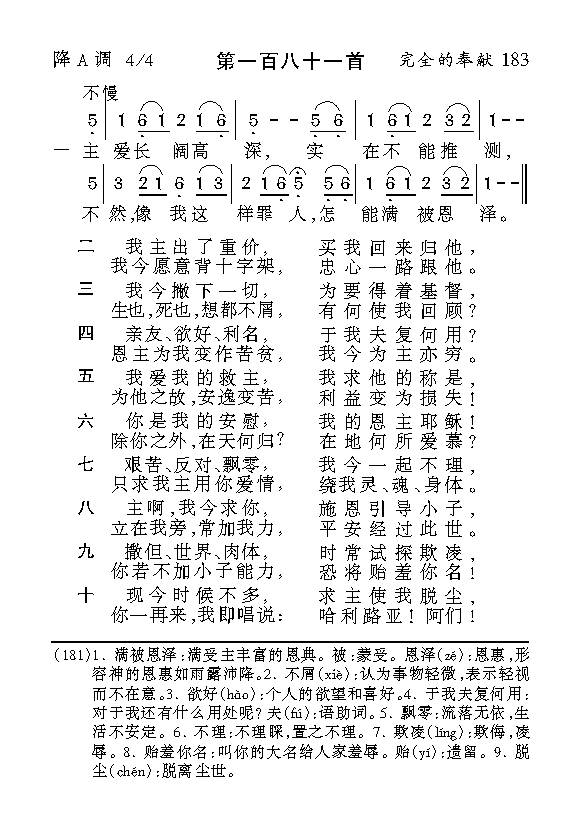 降 A 调 4/4 第一百八十一首 完全的奉献 183
不慢
5 | 1 6 1 2 1 6 | 5 - - 5 6 | 1 6 1 2 3 2 | 1 - -
一 主 爱长 阔高 深, 实 在不 能推 测,
5 | 3 2 1 6 1 3 | 2 1 6 5 5 6 | 1 6 1 2 3 2 | 1 - -
不 然,像 我这 样罪 人,怎 能满 被恩 泽。
二 我主出了重价, 买我回来归他,
我今愿意背十字架, 忠心一路跟他。
三 我今撇下一切, 为要得着基督,
生也,死也,想都不屑, 有何使我回顾?
四 亲友、欲好、利名, 于我夫复何用?
恩主为我变作苦贫, 我今为主亦穷。
五 我爱我的救主, 我求他的称是,
为他之故,安逸变苦, 利益变为损失!
六 你是我的安慰, 我的恩主耶稣!
除你之外,在天何归? 在地何所爱慕?
七 艰苦、反对、飘零, 我今一起不理,
只求我主用你爱情, 绕我灵、魂、身体。
八 主啊,我今求你, 施恩引导小子,
立在我旁,常加我力, 平安经过此世。
九 撒但、世界、肉体, 时常试探欺凌,
你若不加小子能力, 恐将贻羞你名!
十 现今时候不多, 求主使我脱尘,
你一再来,我即唱说: 哈利路亚!阿们!
(181)1. 满被恩泽:满受主丰富的恩典。被:蒙受。恩泽(zé):恩惠,形
容神的恩惠如雨露沛降。2. 不屑(xiè):认为事物轻微,表示轻视
而不在意。3. 欲好(hào):个人的欲望和喜好。4. 于我夫复何用:
对于我还有什么用处呢?夫(fú):语助词。5. 飘零:流落无依,生
活不安定。6. 不理:不理睬,置之不理。7. 欺凌(líng):欺侮,凌
辱。8. 贻羞你名:叫你的大名给人家羞辱。贻(yí):遗留。9. 脱
尘(chén):脱离尘世。